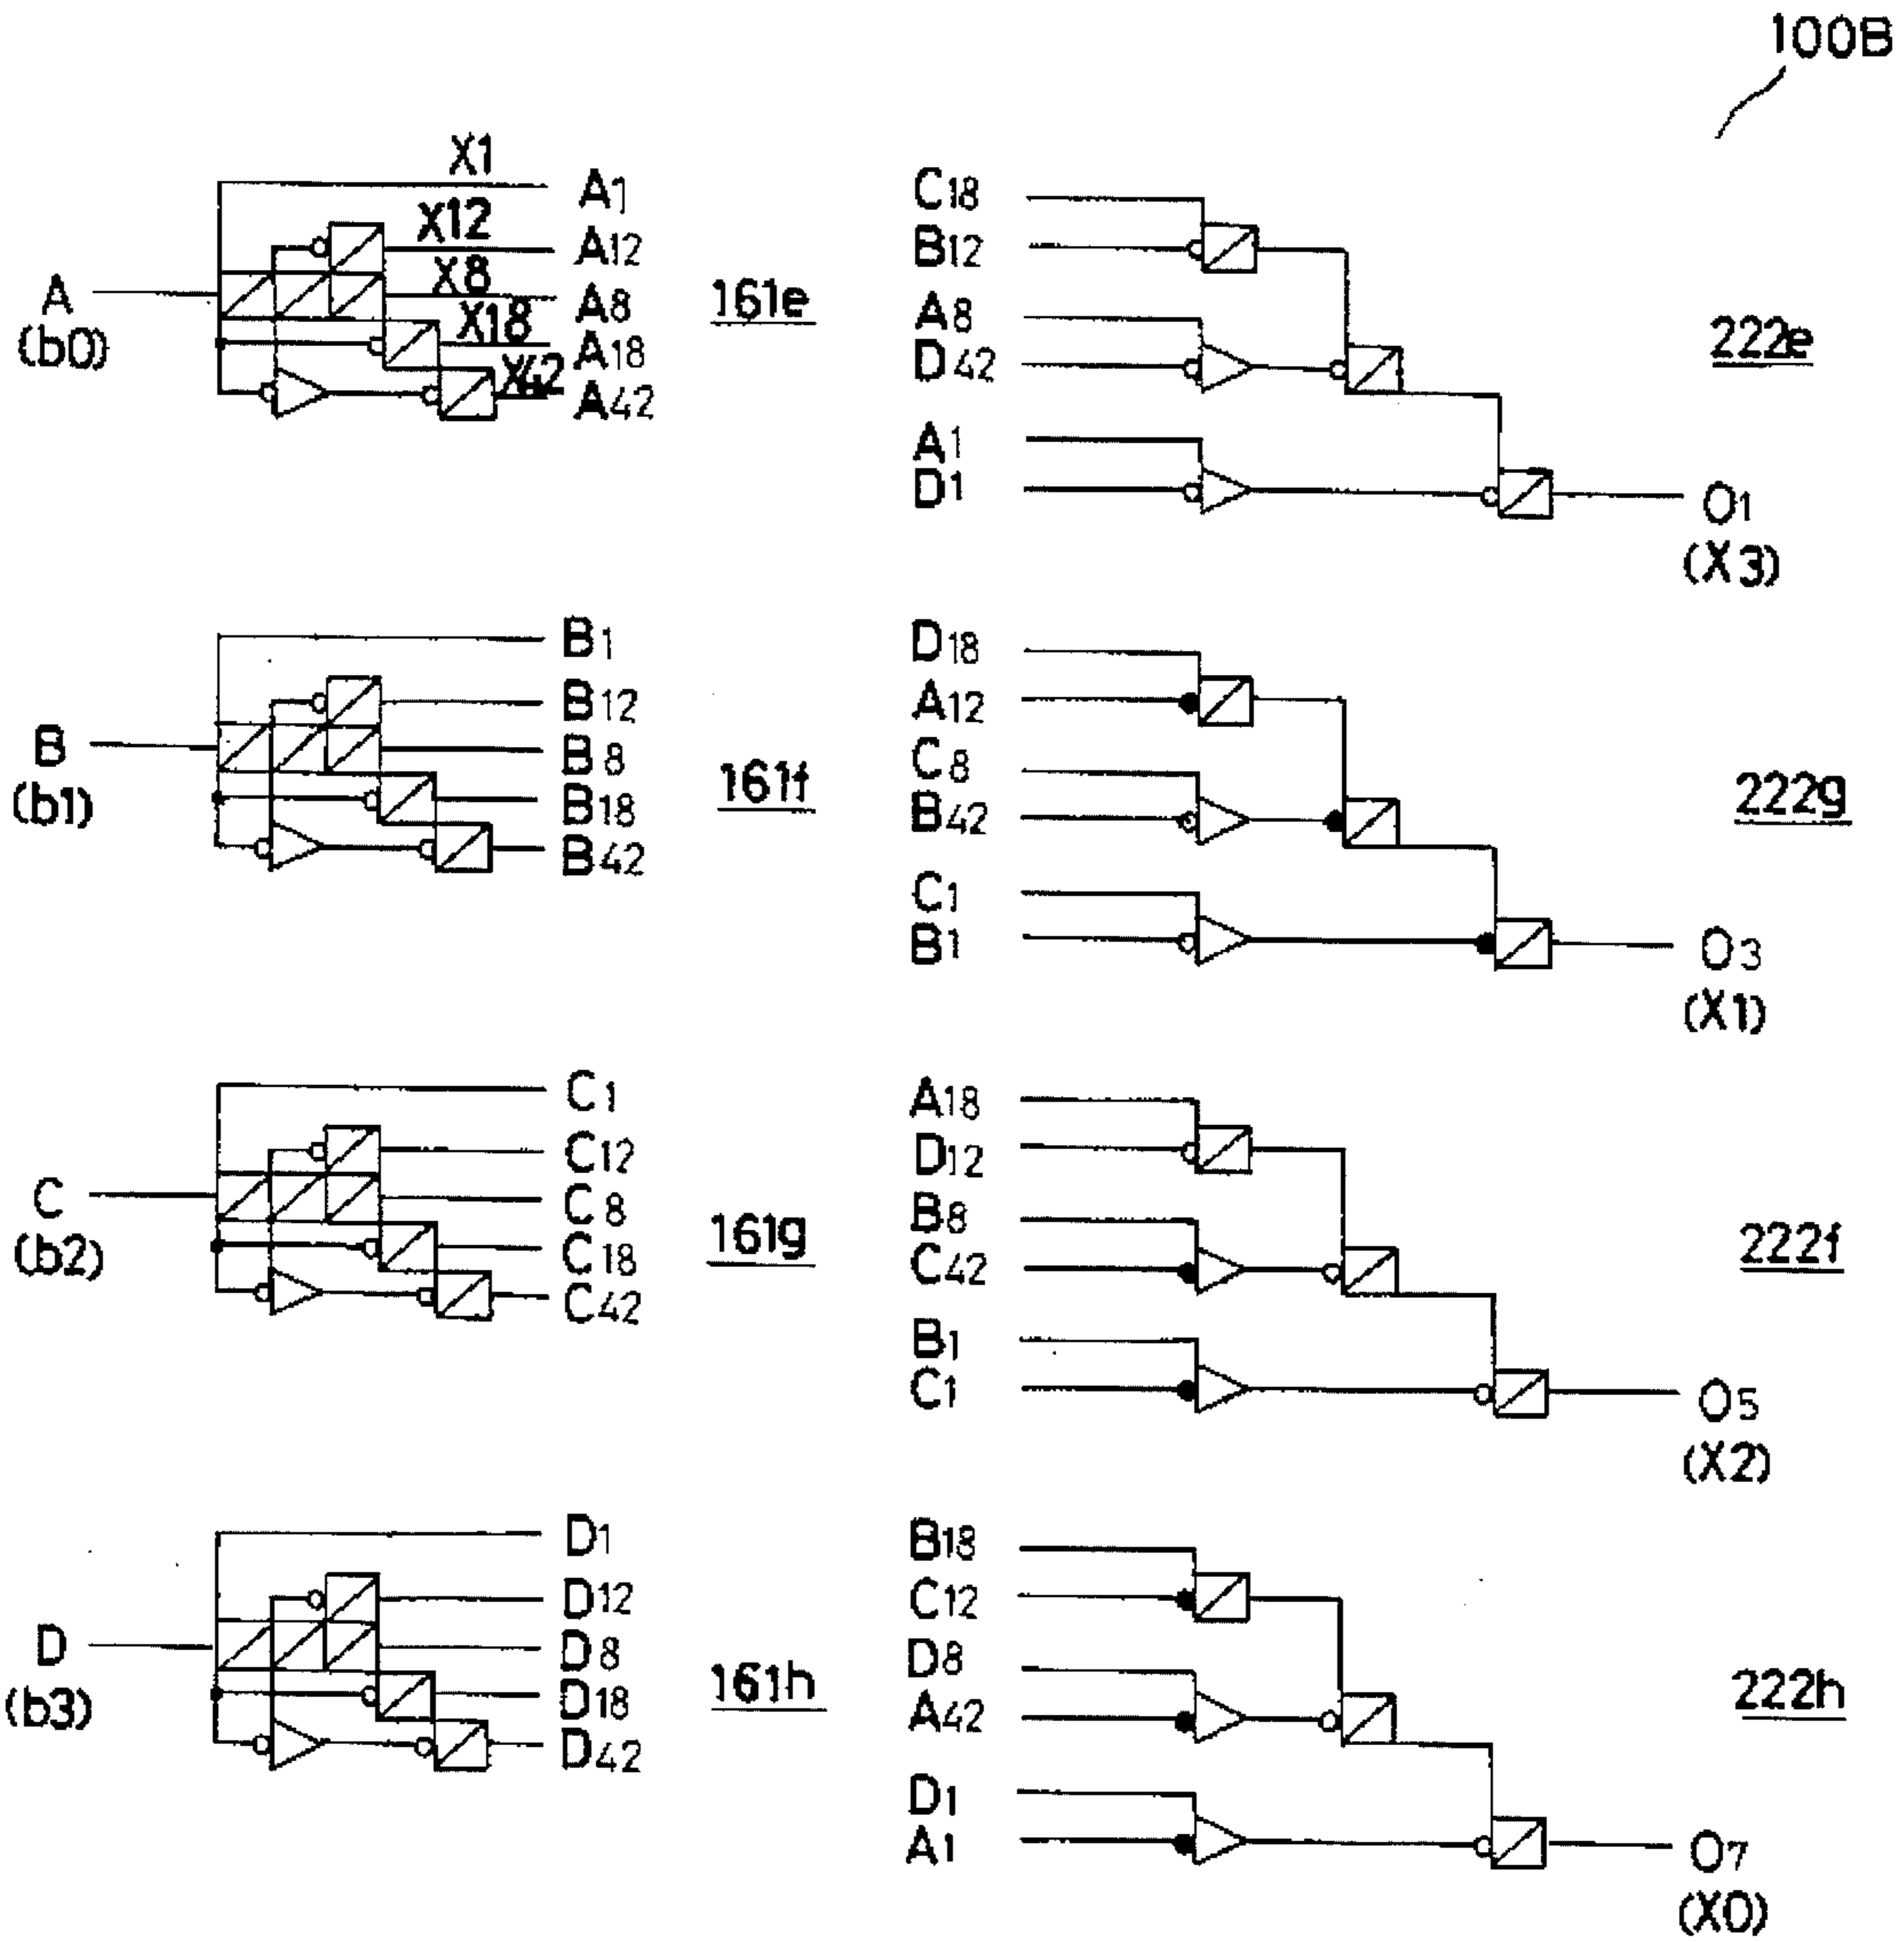 100B
X1
A1
X12
A12
X8
A8
X18
A18
X42
A42
A
(b0)
161e
C18
B12
A8
D42
A1
D1
222e
O1
(X3)
B1
B12
B8
B18
B42
B
(b1)
161f
D18
A12
C8
B42
C1
B1
222g
O3
(X1)
C1
C12
C8
C18
C42
C
(b2)
161g
A18
D12
B8
C42
B1
C1
222f
O5
(X2)
D1
D12
D8
D18
D42
D
(b3)
161h
B18
C12
D8
A42
D1
A1
222h
O7
(X0)